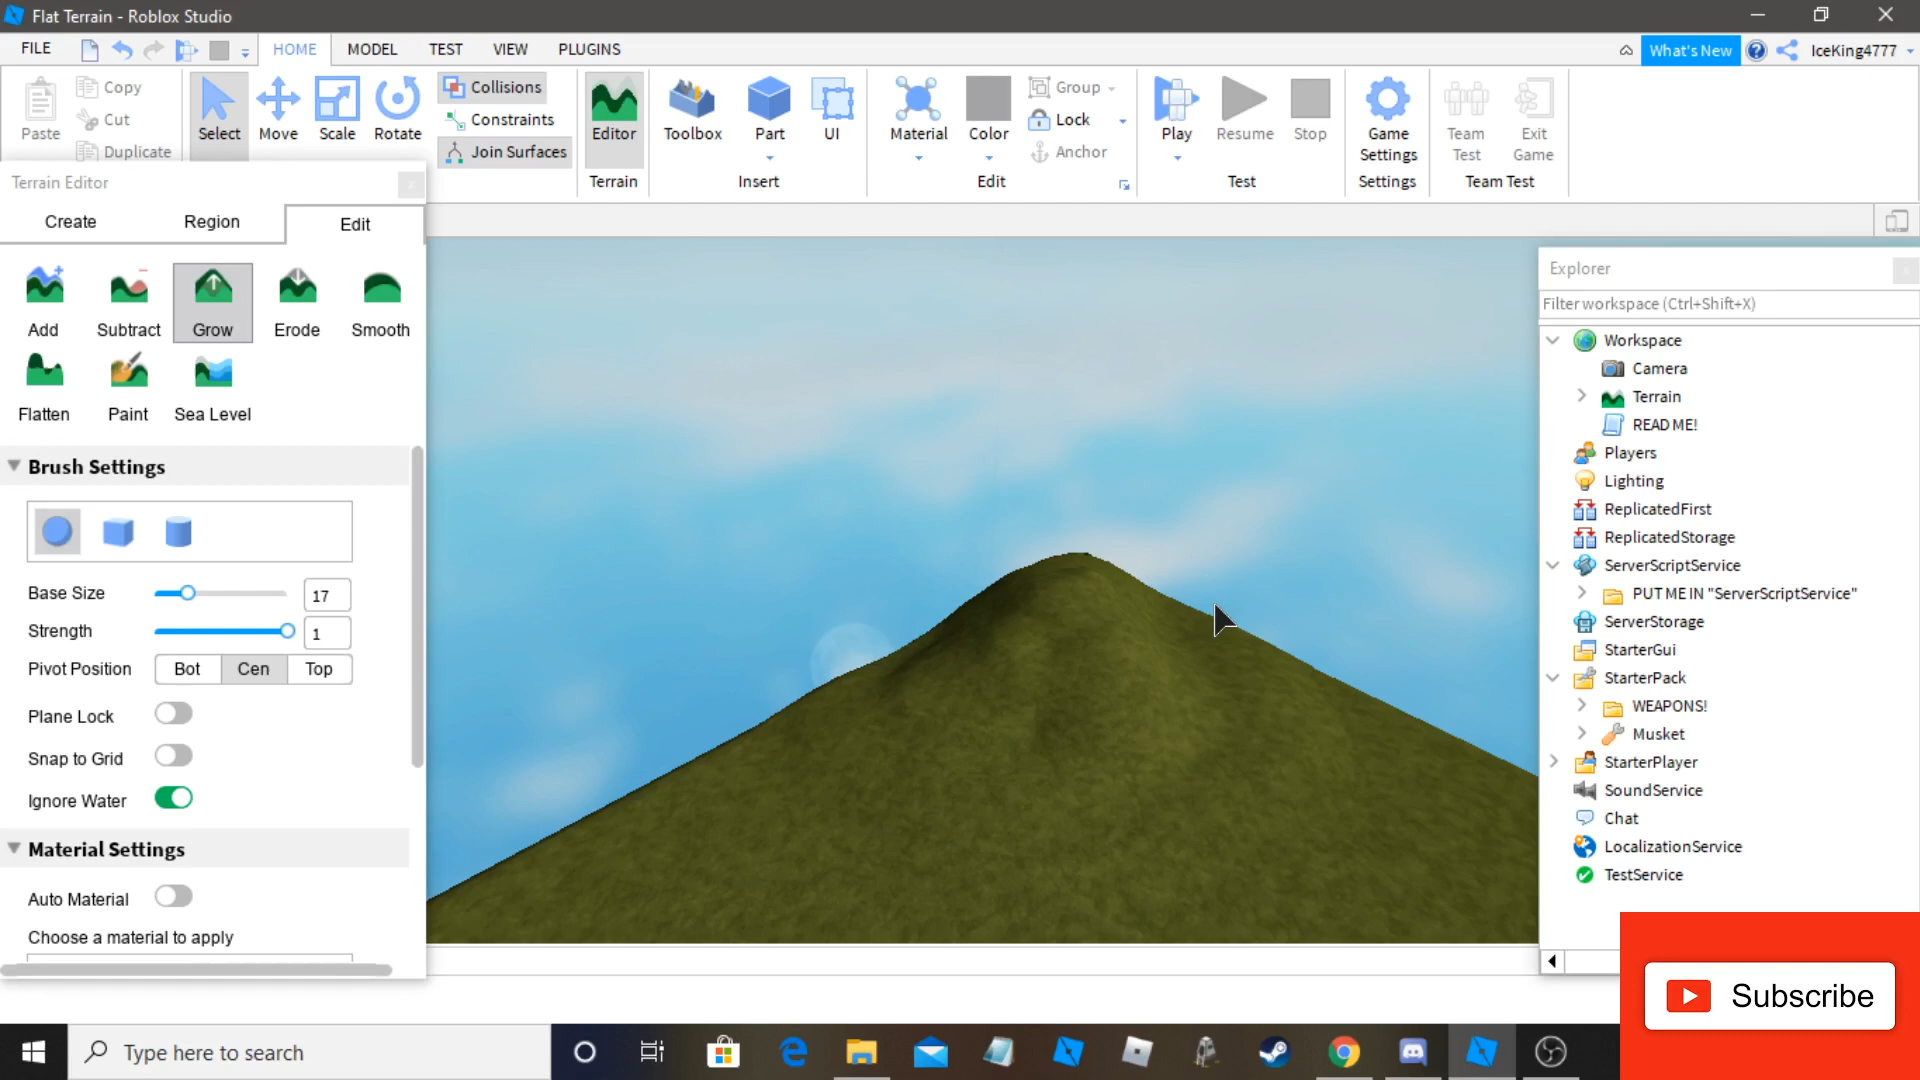 Flat Terrain - Roblox Studio
FILE HOME MODEL TEST VIEW PLUGINS What's New IceKing4777
Paste Copy Cut Duplicate
Select Move Scale Rotate
Collisions
Constraints
Join Surfaces
Editor
Terrain
Toolbox Part UI
Insert
Material Color Group Lock Anchor
Edit
Play Resume Stop
Test
Game Settings
Settings
Team Test Exit Game
Team Test
Terrain Editor
Create Region Edit
Add Subtract Grow Erode Smooth
Flatten Paint Sea Level
Brush Settings
Base Size 17
Strength 1
Pivot Position Bot Cen Top
Plane Lock
Snap to Grid
Ignore Water
Material Settings
Auto Material
Choose a material to apply
Explorer
Filter workspace (Ctrl+Shift+X)
Workspace
Camera
Terrain
READ ME!
Players
Lighting
ReplicatedFirst
ReplicatedStorage
ServerScriptService
PUT ME IN "ServerScriptService"
ServerStorage
StarterGui
StarterPack
WEAPONS!
Musket
StarterPlayer
SoundService
Chat
LocalizationService
TestService
Subscribe
Type here to search